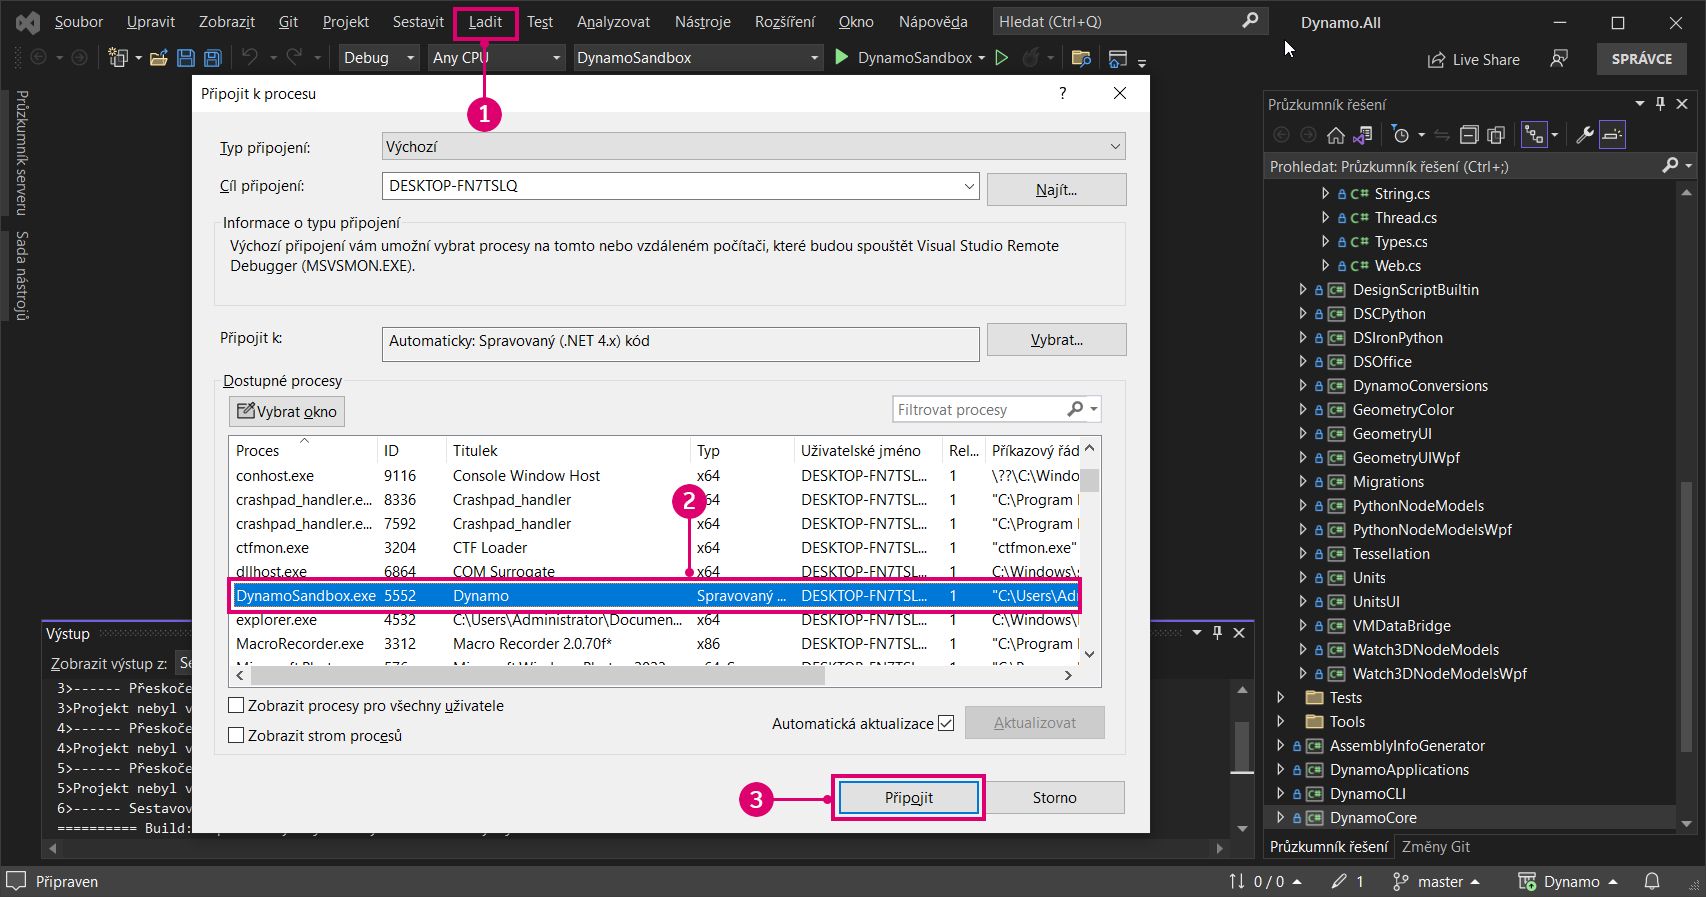 Soubor Upravit Zobrazit Git Projekt Sestavit Ladit Test Analyzovat Nástroje Rozšíření Okno Nápověda Hledat (Ctrl+Q) Dynamo.All
Debug Any CPU DynamoSandbox DynamoSandbox Live Share SPRÁVCE
Průzkumník serveru
Sada nástrojů
Připojit k procesu ?
1
Typ připojení: Výchozí
Cíl připojení: DESKTOP-FN7TSLQ Najít...
Informace o typu připojení
Výchozí připojení vám umožní vybrat procesy na tomto nebo vzdáleném počítači, které budou spouštět Visual Studio Remote
Debugger (MSVSMON.EXE).
Připojit k: Automaticky: Spravovaný (.NET 4.x) kód Vybrat...
Dostupné procesy
Vybrat okno Filtrovat procesy
Proces ID Titulek Typ Uživatelské jméno Rel... Příkazový řád
conhost.exe 9116 Console Window Host x64 DESKTOP-FN7TSL... 1 \??\C:\Windo
crashpad_handler.e... 8336 Crashpad_handler x64 DESKTOP-FN7TSL... 1 "C:\Program
2
crashpad_handler.e... 7592 Crashpad_handler x64 DESKTOP-FN7TSL... 1 "C:\Program
ctfmon.exe 3204 CTF Loader x64 DESKTOP-FN7TSL... 1 "ctfmon.exe"
dllhost.exe 6864 COM Surrogate x64 DESKTOP-FN7TSL... 1 C:\Windows\
DynamoSandbox.exe 5552 Dynamo Spravovaný ... DESKTOP-FN7TSL... 1 "C:\Users\Adr
explorer.exe 4532 C:\Users\Administrator\Documen... x64 DESKTOP-FN7TSL... 1 C:\Windows\
MacroRecorder.exe 3312 Macro Recorder 2.0.70f* x86 DESKTOP-FN7TSL... 1 "C:\Program
Zobrazit procesy pro všechny uživatele
Zobrazit strom procesů
Automatická aktualizace Aktualizovat
3
Připojit Storno
Výstup
Zobrazit výstup z: Se
3>------ Přeskoče
3>Projekt nebyl v
4>------ Přeskoče
4>Projekt nebyl v
5>------ Přeskoče
5>Projekt nebyl v
6>------ Sestavov
========== Build:
Průzkumník řešení
Prohledat: Průzkumník řešení (Ctrl+;)
C# String.cs
C# Thread.cs
C# Types.cs
C# Web.cs
C# DesignScriptBuiltin
C# DSCPython
C# DSIronPython
C# DSOffice
C# DynamoConversions
C# GeometryColor
C# GeometryUI
C# GeometryUIWpf
C# Migrations
C# PythonNodeModels
C# PythonNodeModelsWpf
C# Tessellation
C# Units
C# UnitsUI
C# VMDataBridge
C# Watch3DNodeModels
C# Watch3DNodeModelsWpf
Tests
Tools
C# AssemblyInfoGenerator
C# DynamoApplications
C# DynamoCLI
C# DynamoCore
Průzkumník řešení Změny Git
Připraven 0 / 0 1 master Dynamo